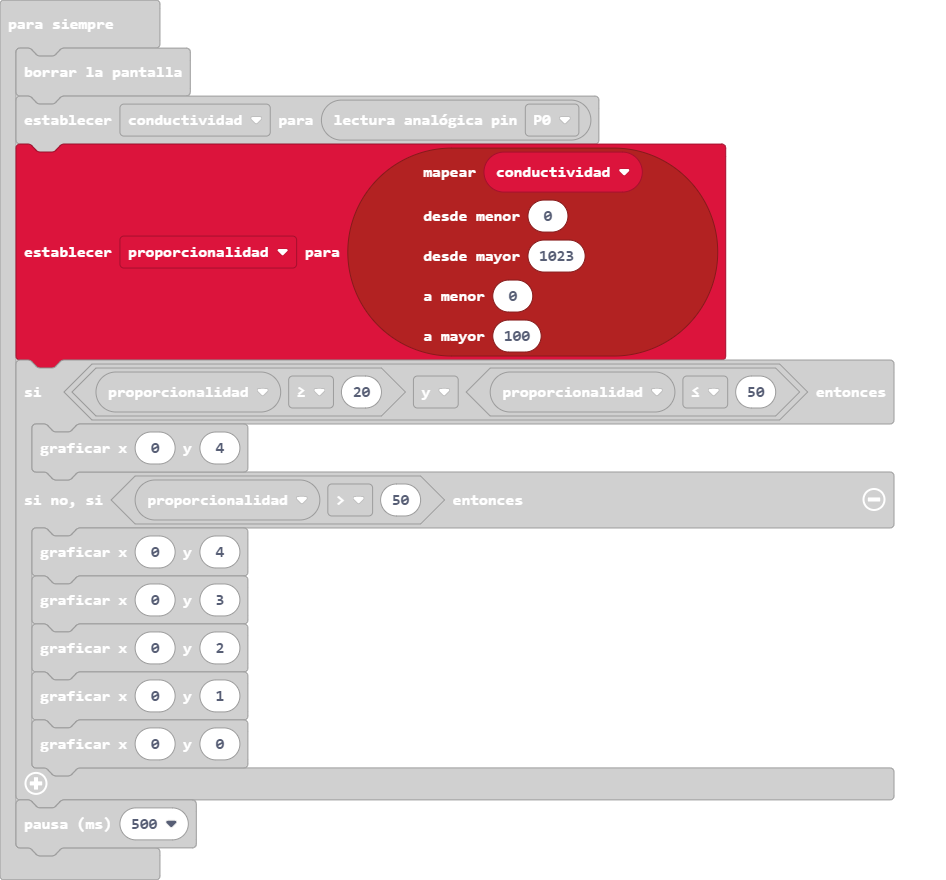 para siempre
borrar la pantalla
establecer conductividad para lectura analógica pin P0
mapear conductividad
desde menor 0
establecer proporcionalidad para desde mayor 1023
a menor 0
a mayor 100
si proporcionalidad ≥ 20 y proporcionalidad ≤ 50 entonces
graficar x 0 y 4
si no, si proporcionalidad > 50 entonces
graficar x 0 y 4
graficar x 0 y 3
graficar x 0 y 2
graficar x 0 y 1
graficar x 0 y 0
pausa (ms) 500